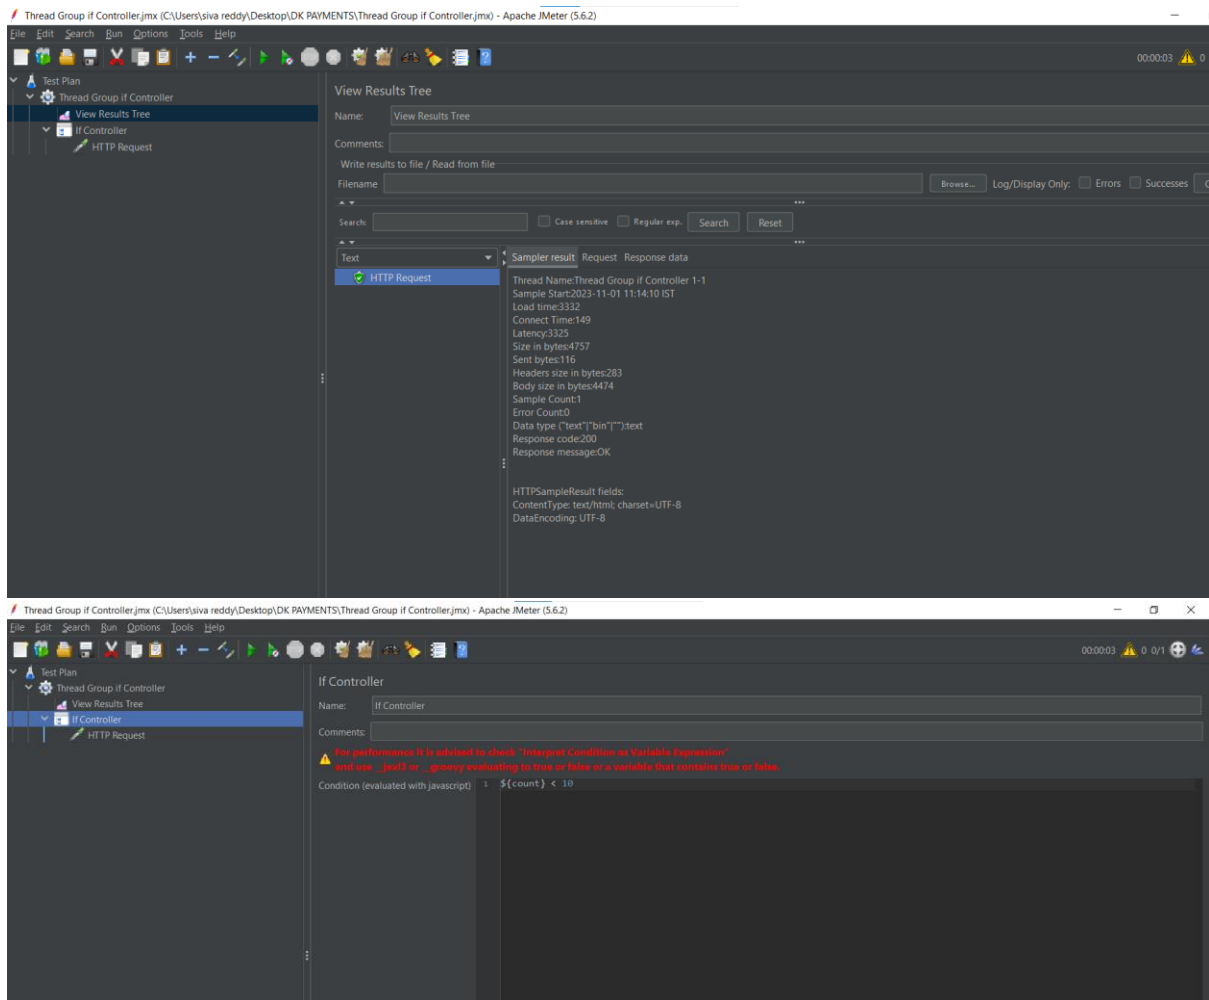 Thread Group if Controller.jmx (C:\Users\siva reddy\Desktop\DK PAYMENTS\Thread Group if Controller.jmx) - Apache JMeter (5.6.2)
File Edit Search Run Options Tools Help
00:00:03 0
Test Plan
Thread Group if Controller
View Results Tree
If Controller
HTTP Request
View Results Tree
Name: View Results Tree
Comments:
Write results to file / Read from file
Filename Browse... Log/Display Only: Errors Successes
Search: Case sensitive Regular exp. Search Reset
Text
HTTP Request
Sampler result Request Response data
Thread Name:Thread Group if Controller 1-1
Sample Start:2023-11-01 11:14:10 IST
Load time:3332
Connect Time:149
Latency:3325
Size in bytes:4757
Sent bytes:116
Headers size in bytes:283
Body size in bytes:4474
Sample Count:1
Error Count:0
Data type ("text"|"bin"|""):text
Response code:200
Response message:OK
HTTPSampleResult fields:
ContentType: text/html; charset=UTF-8
DataEncoding: UTF-8
Thread Group if Controller.jmx (C:\Users\siva reddy\Desktop\DK PAYMENTS\Thread Group if Controller.jmx) - Apache JMeter (5.6.2)
File Edit Search Run Options Tools Help
00:00:03 0 0/1
Test Plan
Thread Group if Controller
View Results Tree
If Controller
HTTP Request
If Controller
Name: If Controller
Comments:
For performance it is advised to check "Interpret Condition as Variable Expression"
and use __jexl3 or __groovy evaluating to true or false or a variable that contains true or false.
Condition (evaluated with javascript) 1 ${count} < 10